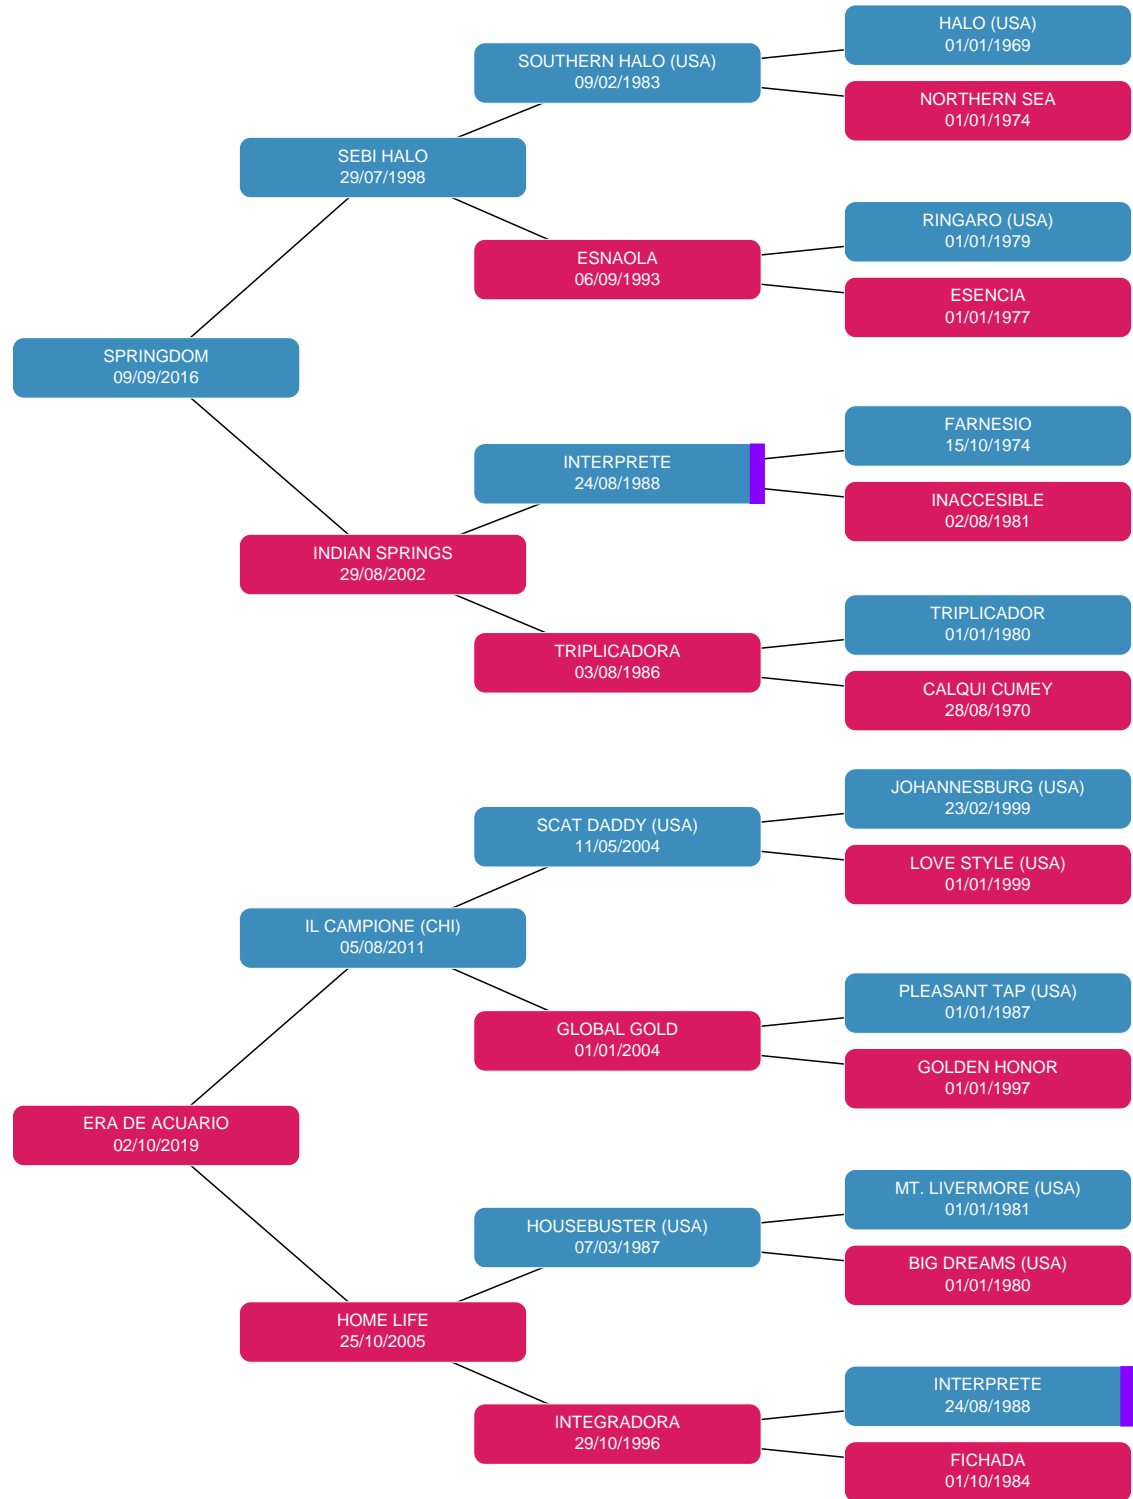 HALO (USA)
01/01/1969
SOUTHERN HALO (USA)
09/02/1983
NORTHERN SEA
01/01/1974
SEBI HALO
29/07/1998
RINGARO (USA)
01/01/1979
ESNAOLA
06/09/1993
ESENCIA
01/01/1977
SPRINGDOM
09/09/2016
FARNESIO
15/10/1974
INTERPRETE
24/08/1988
INACCESIBLE
02/08/1981
INDIAN SPRINGS
29/08/2002
TRIPLICADOR
01/01/1980
TRIPLICADORA
03/08/1986
CALQUI CUMEY
28/08/1970
JOHANNESBURG (USA)
23/02/1999
SCAT DADDY (USA)
11/05/2004
LOVE STYLE (USA)
01/01/1999
IL CAMPIONE (CHI)
05/08/2011
PLEASANT TAP (USA)
01/01/1987
GLOBAL GOLD
01/01/2004
GOLDEN HONOR
01/01/1997
ERA DE ACUARIO
02/10/2019
MT. LIVERMORE (USA)
01/01/1981
HOUSEBUSTER (USA)
07/03/1987
BIG DREAMS (USA)
01/01/1980
HOME LIFE
25/10/2005
INTERPRETE
24/08/1988
INTEGRADORA
29/10/1996
FICHADA
01/10/1984